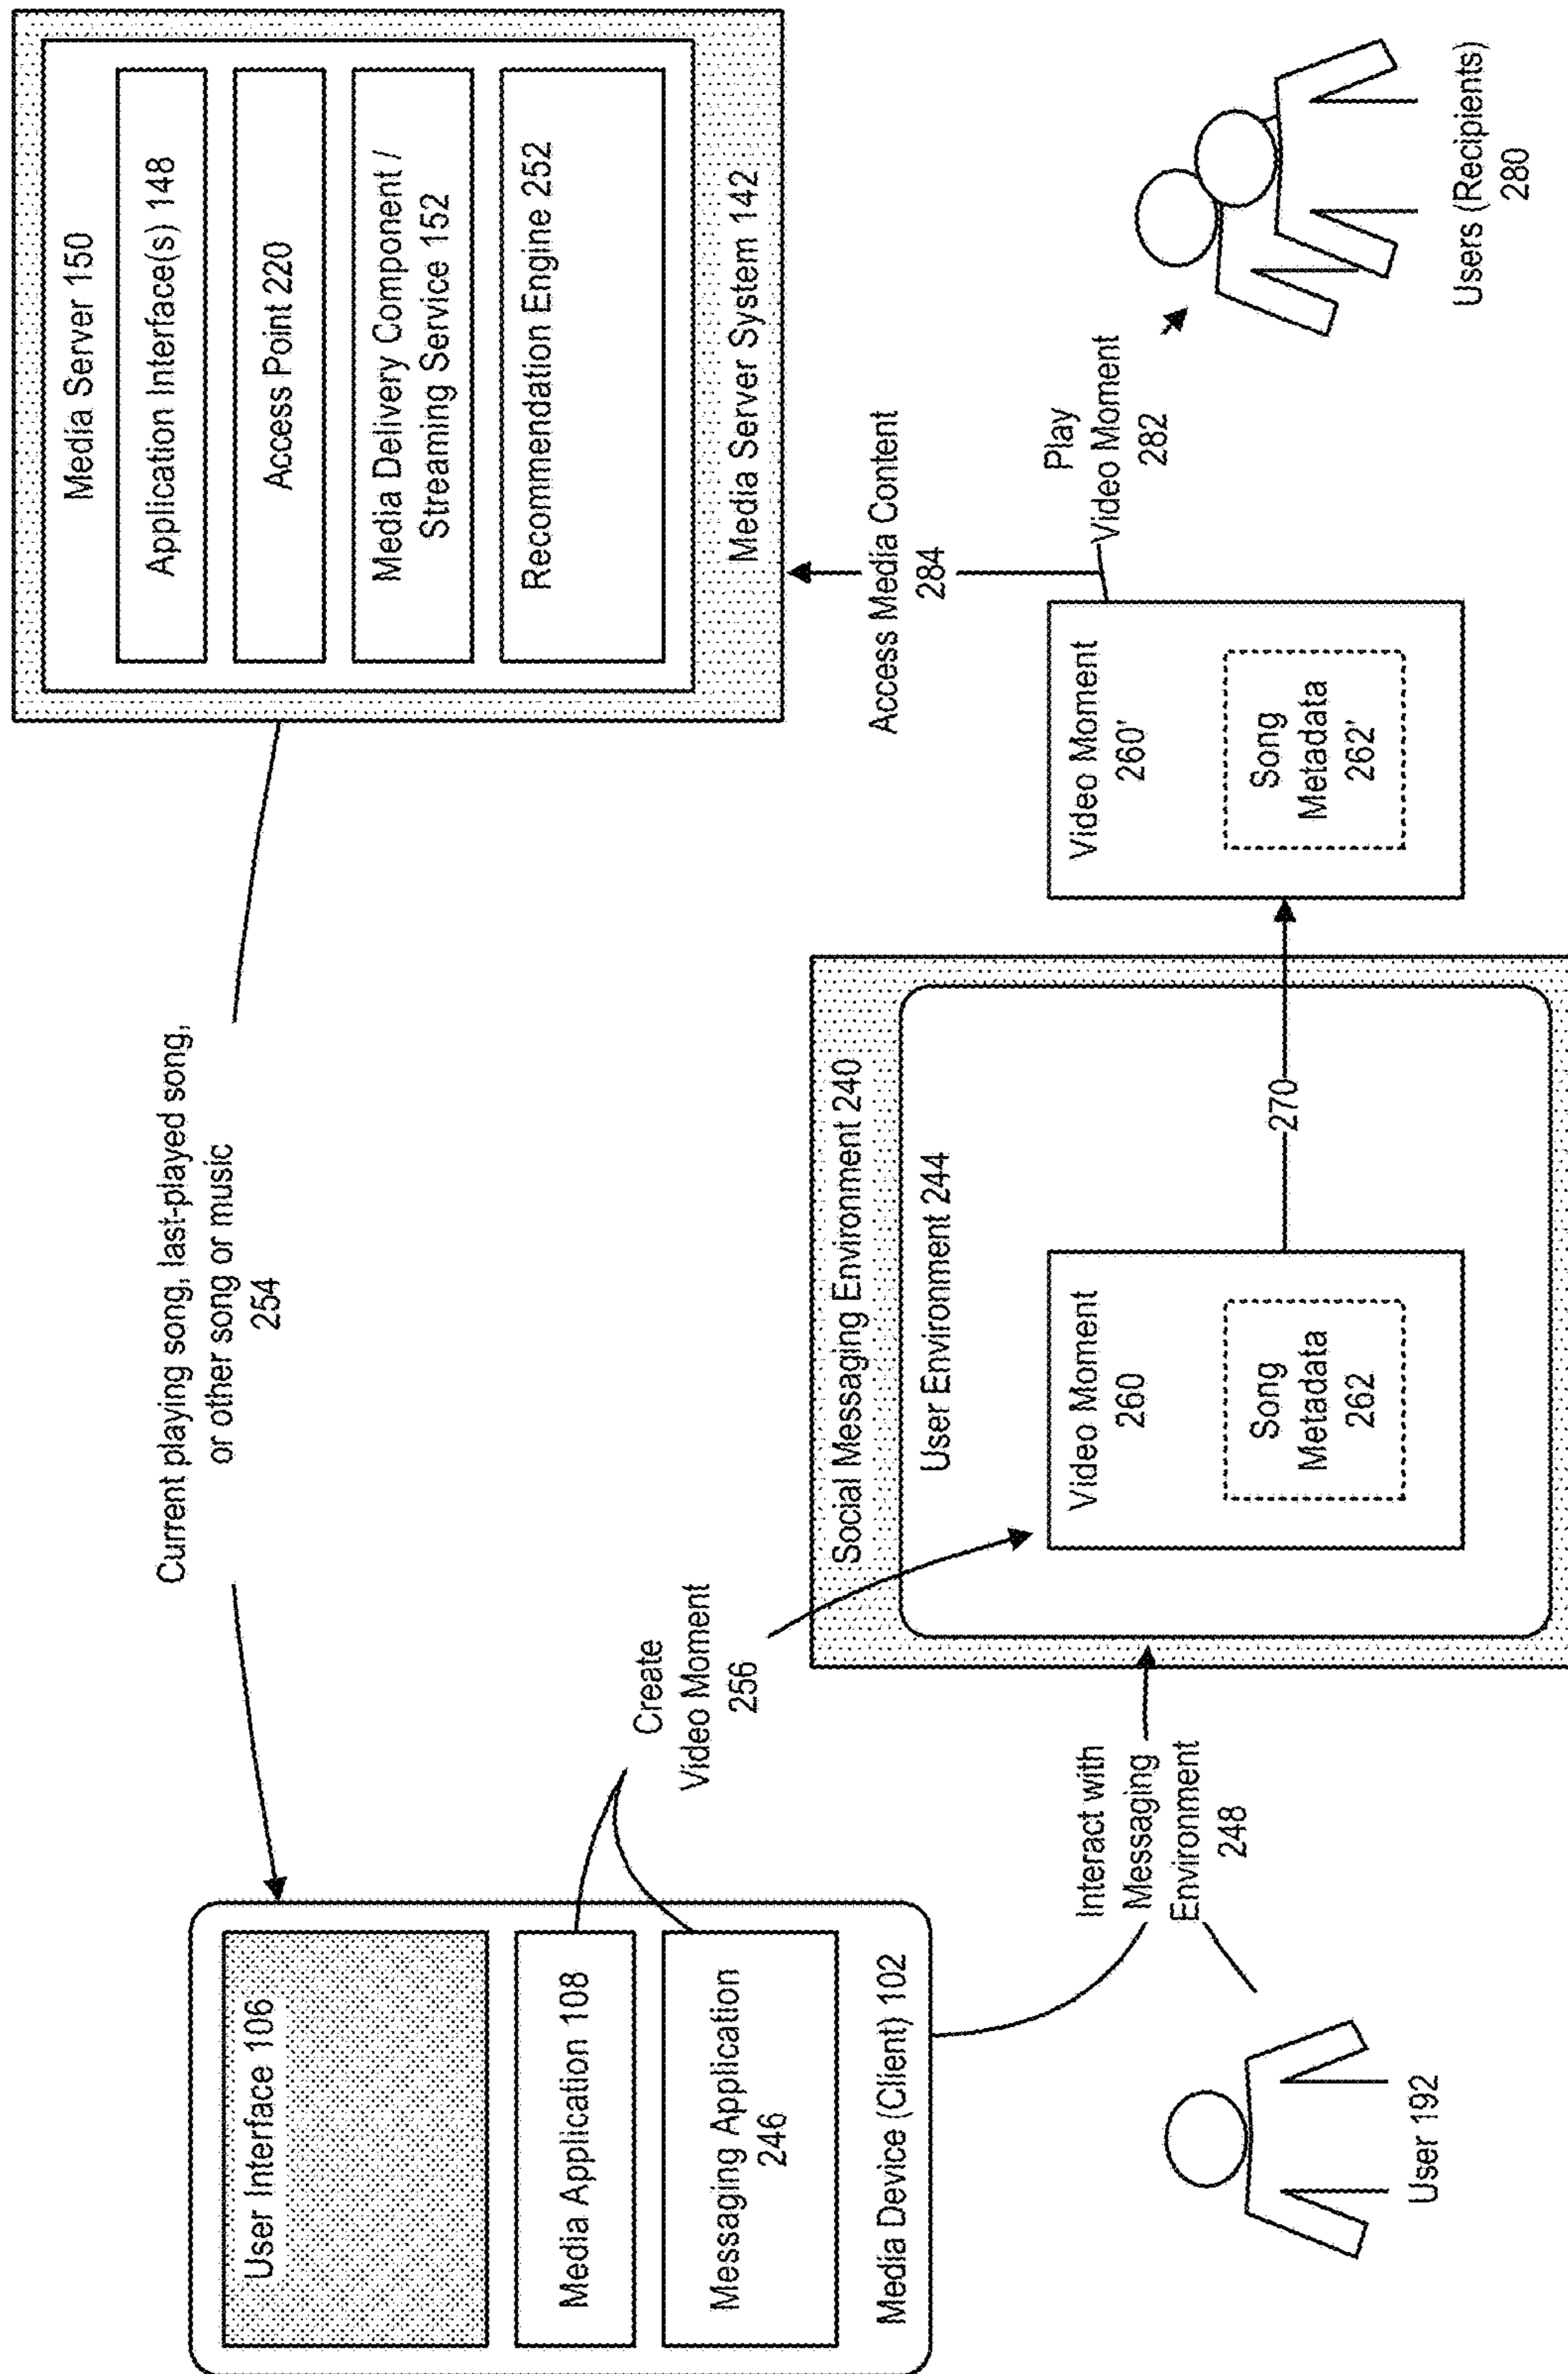 User Interface 106
Media Application 108
Messaging Application
246
Media Device (Client) 102
User 192
Current playing song, last-played song,
or other song or music
254
Create
Video Moment
256
Interact with
Messaging
Environment
248
Media Server 150
Application Interface(s) 148
Access Point 220
Media Delivery Component /
Streaming Service 152
Recommendation Engine 252
Media Server System 142
Social Messaging Environment 240
User Environment 244
Video Moment
260
Song
Metadata
262
270
Video Moment
260'
Song
Metadata
262'
Access Media Content
284
Play
Video Moment
282
Users (Recipients)
280